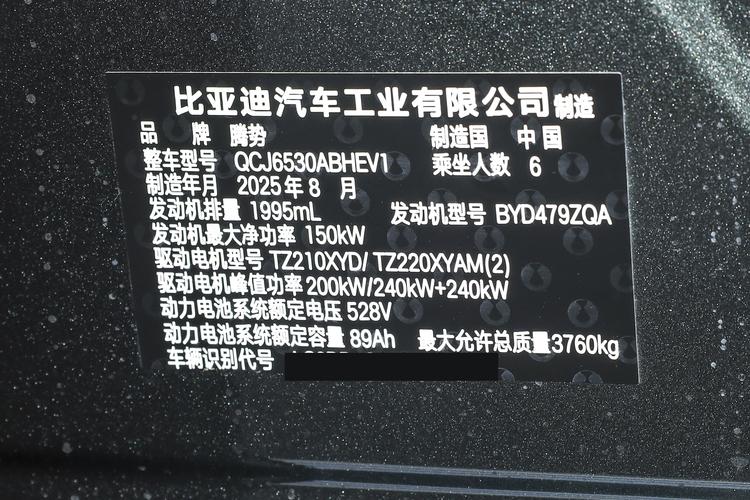 比亚迪汽车工业有限公司制造
品 牌 腾势 制造国 中国
整车型号 QCJ6530ABHEV1 乘坐人数 6
制造年月 2025年8 月
发动机排量 1995mL 发动机型号 BYD479ZQA
发动机最大净功率 150kW
驱动电机型号 TZ210XYD/ TZ220XYAM(2)
驱动电机峰值功率 200kW/240kW+240kW
动力电池系统额定电压 528V
动力电池系统额定容量 89Ah 最大允许总质量3760kg
车辆识别代号